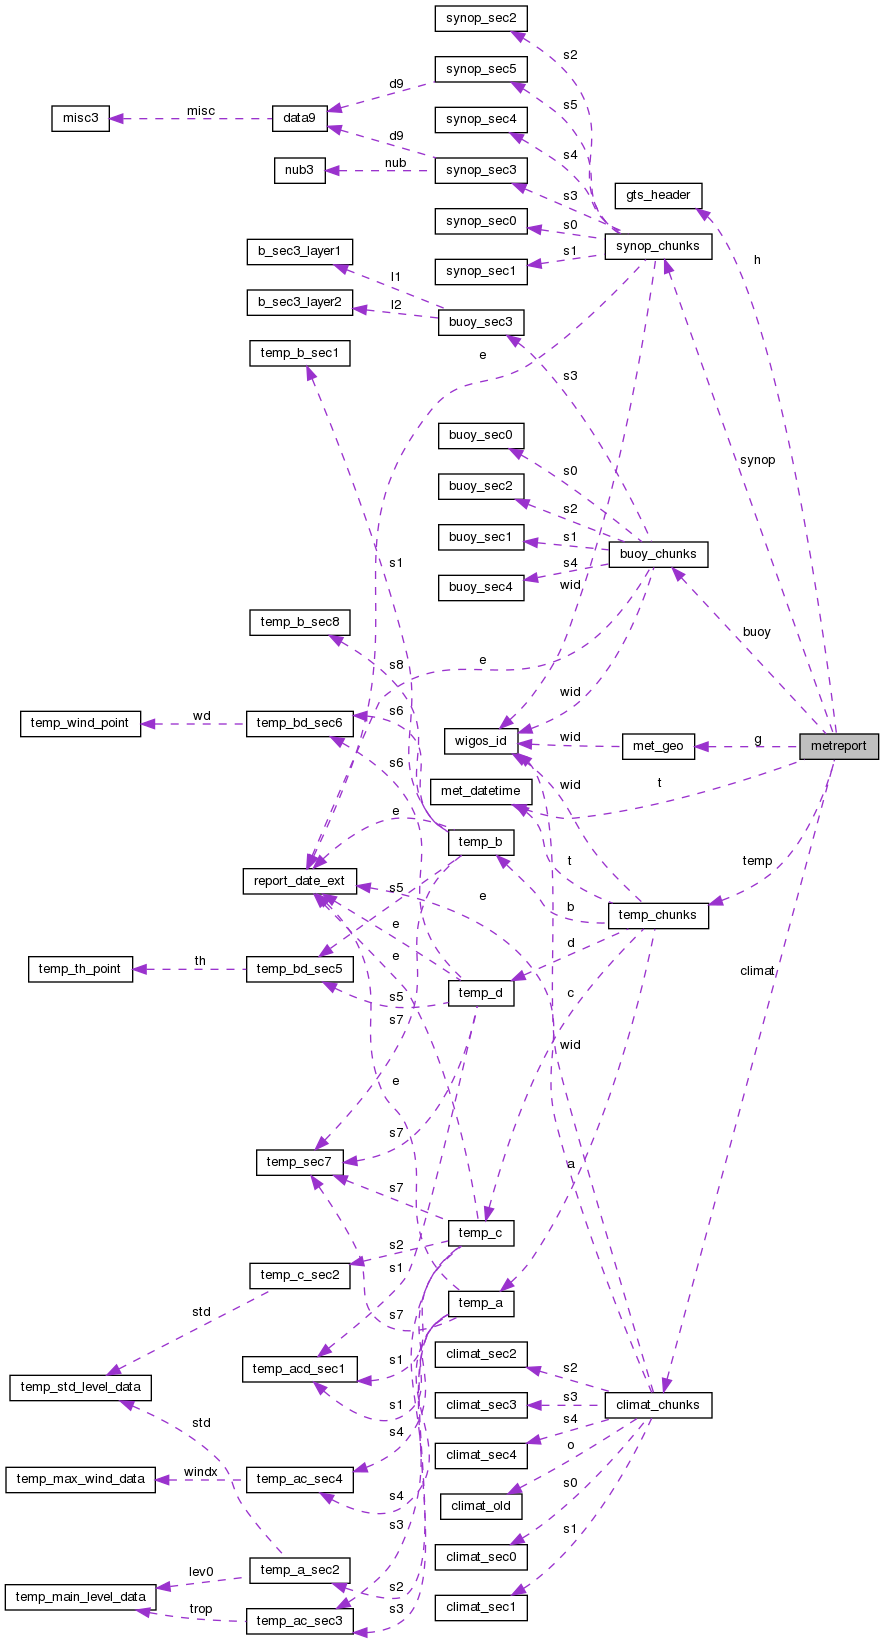 synop_sec2
s2
synop_sec5
d9
s5
misc3
misc
data9
synop_sec4
d9
s4
nub3
nub
synop_sec3
s3
gts_header
synop_sec0
s0
synop_chunks
b_sec3_layer1
s1
h
synop_sec1
l1
b_sec3_layer2
l2
buoy_sec3
temp_b_sec1
e
s3
buoy_sec0
synop
s0
buoy_sec2
s2
buoy_sec1
s1
buoy_chunks
s1
s4
buoy_sec4
wid
temp_b_sec8
buoy
s8
e
wid
s6
temp_wind_point
wd
temp_bd_sec6
wigos_id
wid
met_geo
g
metreport
s6
met_datetime
wid
t
e
temp_b
t
temp
report_date_ext
s5
e
b
temp_chunks
e
d
e
temp_th_point
th
temp_bd_sec5
climat
temp_d
s5
c
s7
wid
e
s7
temp_sec7
a
s7
temp_c
s2
temp_c_sec2
s1
std
temp_a
s7
climat_sec2
s1
temp_acd_sec1
s2
temp_std_level_data
s3
climat_sec3
s1
climat_chunks
std
s4
s4
o
climat_sec4
temp_max_wind_data
windx
temp_ac_sec4
s0
s4
climat_old
s3
s1
climat_sec0
lev0
temp_a_sec2
s2
temp_main_level_data
trop
s3
temp_ac_sec3
climat_sec1